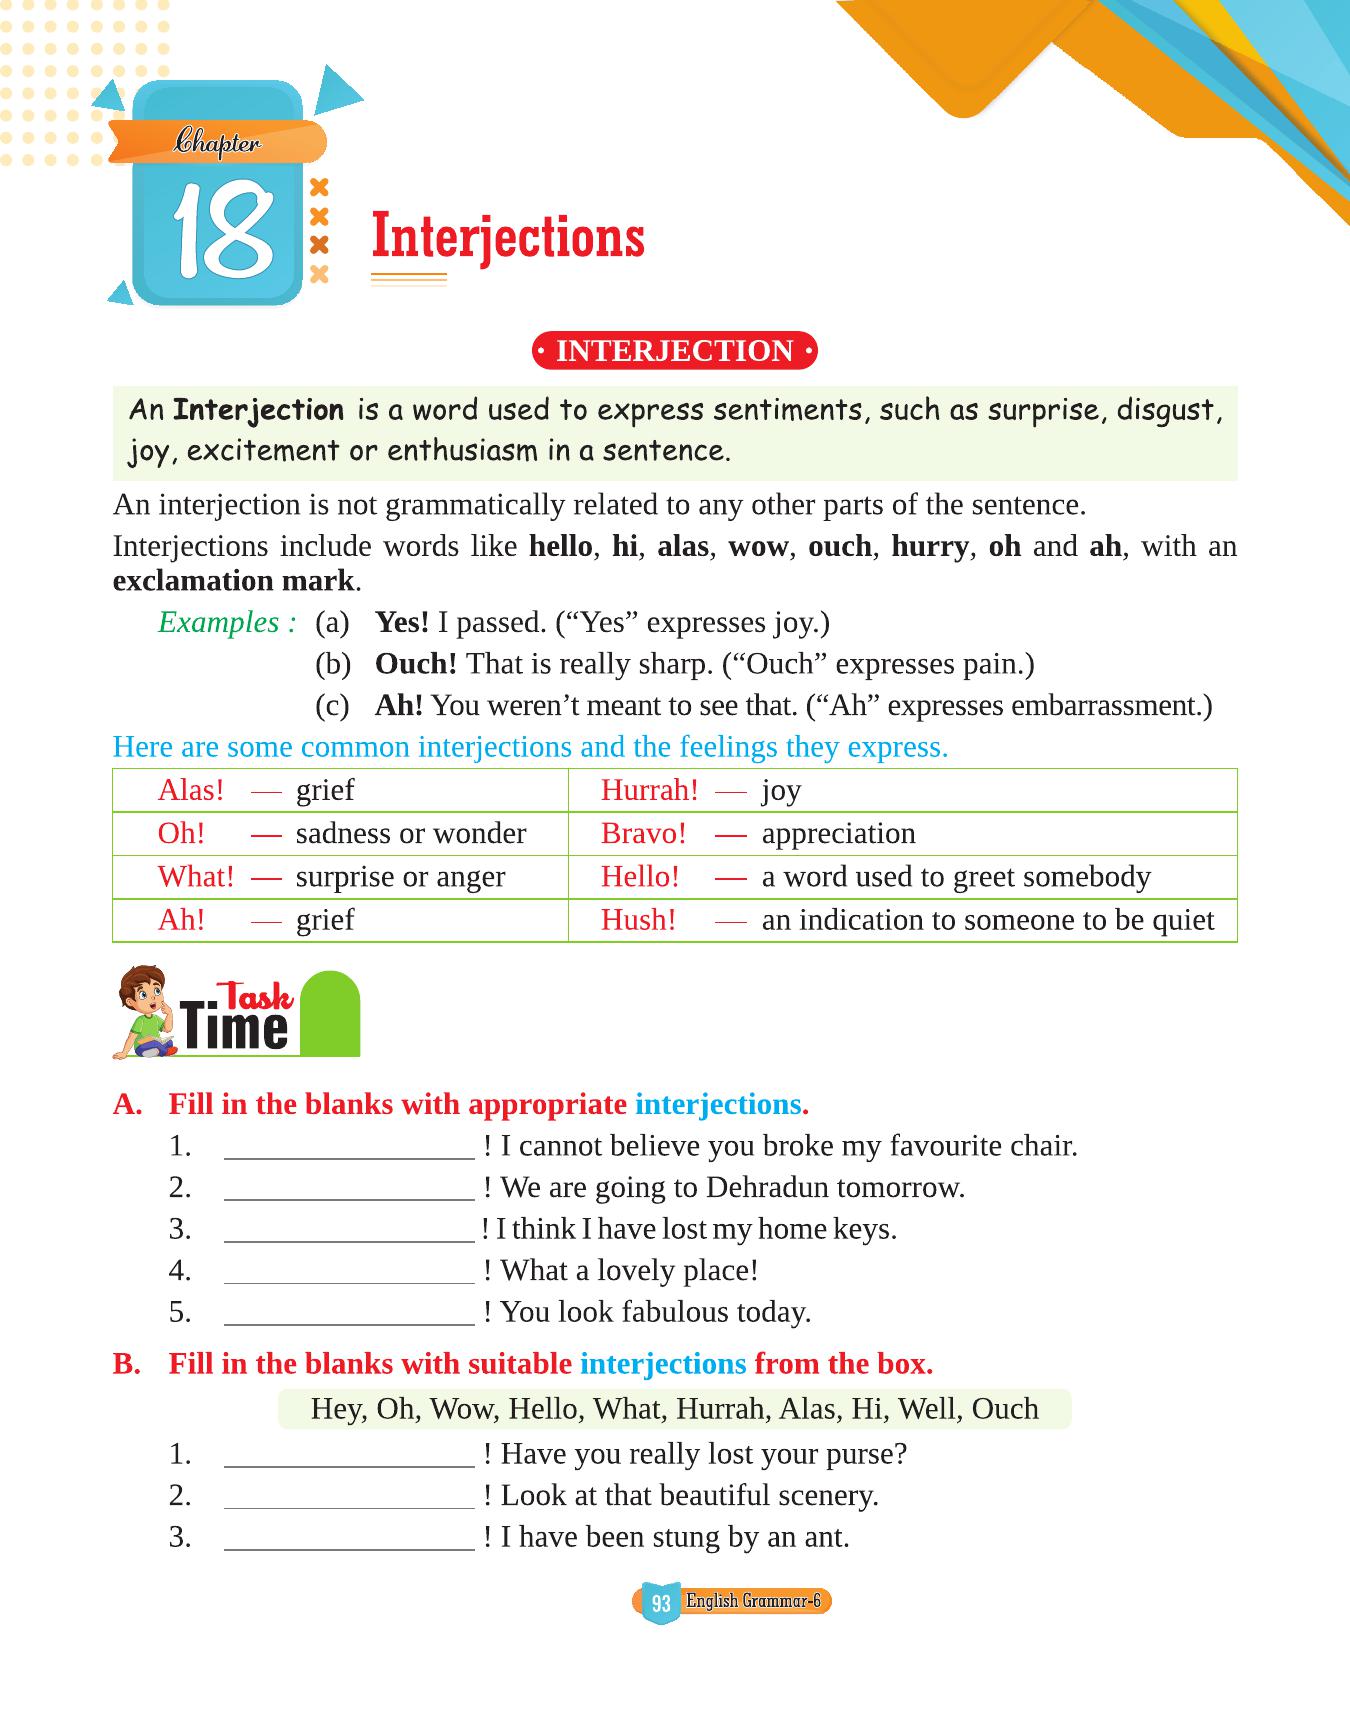 Chapter
18
Interjections
• INTERJECTION •
An Interjection is a word used to express sentiments, such as surprise, disgust,
joy, excitement or enthusiasm in a sentence.
An interjection is not grammatically related to any other parts of the sentence.
Interjections include words like hello, hi, alas, wow, ouch, hurry, oh and ah, with an
exclamation mark.
Examples : (a) Yes! I passed. (“Yes” expresses joy.)
(b) Ouch! That is really sharp. (“Ouch” expresses pain.)
(c) Ah! You weren’t meant to see that. (“Ah” expresses embarrassment.)
Here are some common interjections and the feelings they express.
Alas! — grief Hurrah! — joy
Oh! — sadness or wonder Bravo! — appreciation
What! — surprise or anger Hello! — a word used to greet somebody
Ah! — grief Hush! — an indication to someone to be quiet
Task
Time
A. Fill in the blanks with appropriate interjections.
1. ________________ ! I cannot believe you broke my favourite chair.
2. ________________ ! We are going to Dehradun tomorrow.
3. ________________ ! I think I have lost my home keys.
4. ________________ ! What a lovely place!
5. ________________ ! You look fabulous today.
B. Fill in the blanks with suitable interjections from the box.
Hey, Oh, Wow, Hello, What, Hurrah, Alas, Hi, Well, Ouch
1. ________________ ! Have you really lost your purse?
2. ________________ ! Look at that beautiful scenery.
3. ________________ ! I have been stung by an ant.
93 English Grammar-6